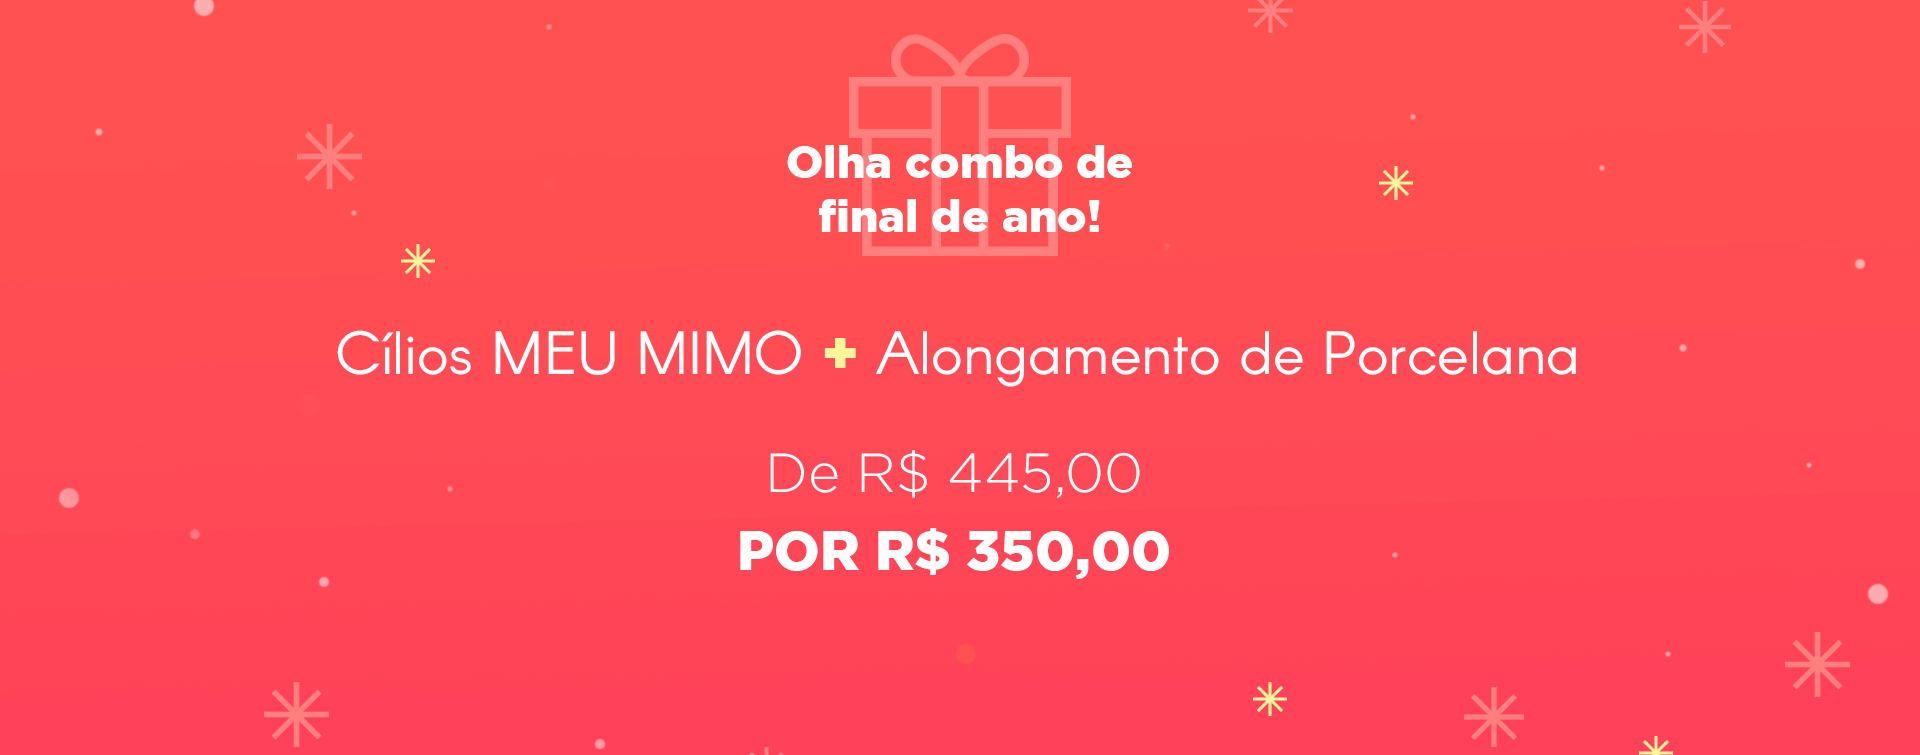 Olha combo de
final de ano!
Cílios MEU MIMO + Alongamento de Porcelana
De R$ 445,00
POR R$ 350,00